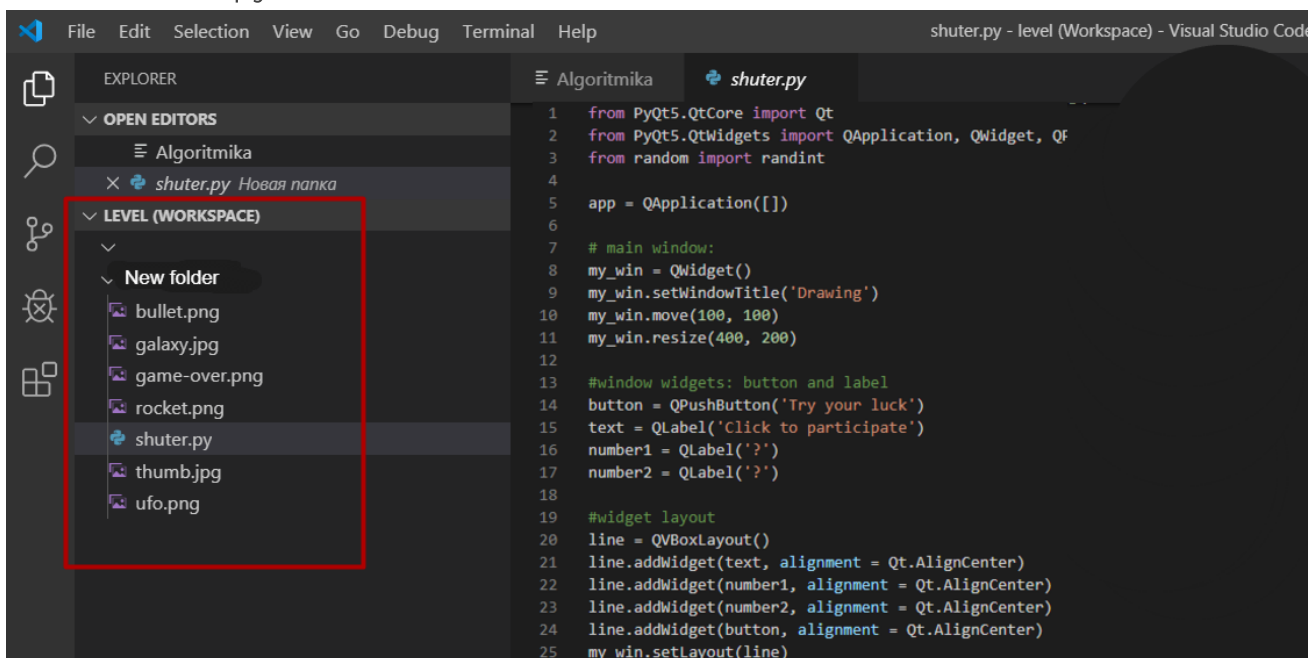 File Edit Selection View Go Debug Terminal Help shuter.py - level (Workspace) - Visual Studio Code
EXPLORER
OPEN EDITORS
Algoritmika
shuter.py Новая папка
LEVEL (WORKSPACE)
New folder
bullet.png
galaxy.jpg
game-over.png
rocket.png
shuter.py
thumb.jpg
ufo.png
Algoritmika shuter.py
1 from PyQt5.QtCore import Qt
2 from PyQt5.QtWidgets import QApplication, QWidget,
3 from random import randint
4
5 app = QApplication([])
6
7 # main window:
8 my_win = QWidget()
9 my_win.setWindowTitle('Drawing')
10 my_win.move(100, 100)
11 my_win.resize(400, 200)
12
13 #window widgets: button and label
14 button = QPushButton('Try your luck')
15 text = QLabel('Click to participate')
16 number1 = QLabel('?')
17 number2 = QLabel('?')
18
19 #widget layout
20 line = QVBoxLayout()
21 line.addWidget(text, alignment = Qt.AlignCenter)
22 line.addWidget(number1, alignment = Qt.AlignCenter)
23 line.addWidget(number2, alignment = Qt.AlignCenter)
24 line.addWidget(button, alignment = Qt.AlignCenter)
25 my_win.setLayout(line)